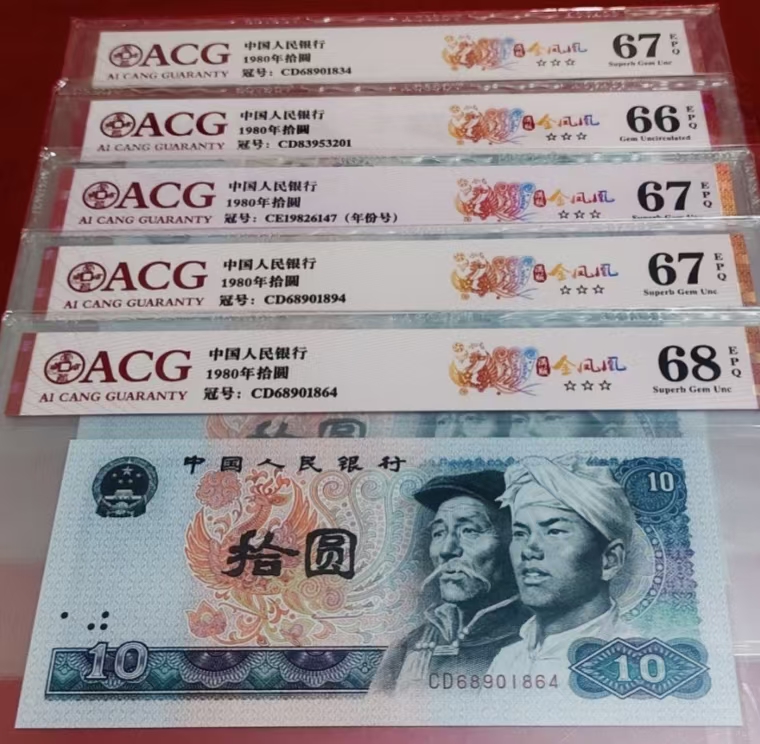 ACG
AI CANG GUARANTY
中国人民银行
1980年拾圆
冠号：CD68901834
金凤凰
☆☆☆
67
EPQ
Superb Gem Unc
ACG
AI CANG GUARANTY
中国人民银行
1980年拾圆
冠号：CD83953201
金凤凰
☆☆☆
66
EPQ
Gem Uncirculated
ACG
AI CANG GUARANTY
中国人民银行
1980年拾圆
冠号：CE19826147（年份号）
金凤凰
☆☆☆
67
EPQ
Superb Gem Unc
ACG
AI CANG GUARANTY
中国人民银行
1980年拾圆
冠号：CD68901894
金凤凰
☆☆☆
67
EPQ
Superb Gem Unc
ACG
AI CANG GUARANTY
中国人民银行
1980年拾圆
冠号：CD68901864
金凤凰
☆☆☆
68
EPQ
Superb Gem Unc
拾圆
中国人民银行
10
拾圆
10
CD68901864
10